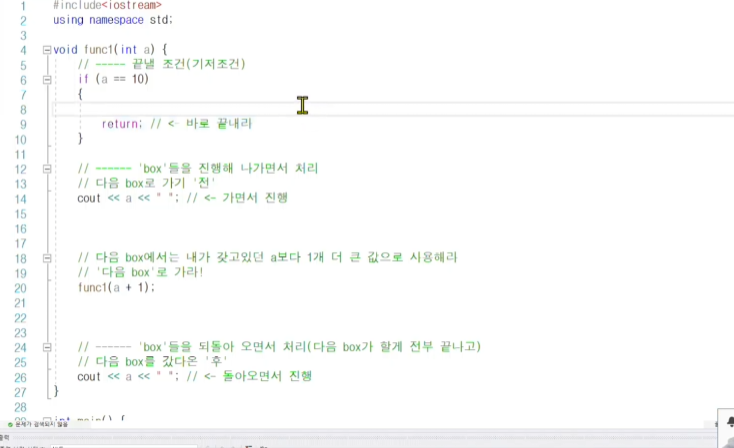 1 #include<iostream>
2 using namespace std;
3
4 void func1(int a) {
5 // ----- 끝낼 조건(기저조건)
6 if (a == 10)
7 {
8
9 return; // <- 바로 끝내리
10 }
11
12 // ------ 'box'들을 진행해 나가면서 처리
13 // 다음 box로 가기 '전'
14 cout << a << " "; // <- 가면서 진행
15
16
17
18 // 다음 box에서는 내가 갖고있던 a보다 1개 더 큰 값으로 사용해라
19 // '다음 box'로 가라!
20 func1(a + 1);
21
22
23
24 // ------ 'box'들을 되돌아 오면서 처리(다음 box가 할게 전부 끝나고)
25 // 다음 box를 갔다온 '후'
26 cout << a << " "; // <- 돌아오면서 진행
27 }
28
int main() {
문제가 검색되지 않음
출력